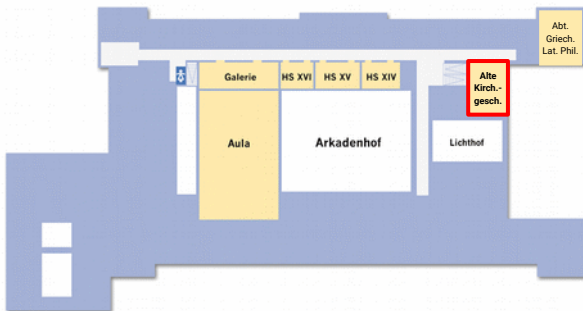 Abt.
Griech.
Lat. Phil.
Galerie
HS XVI
HS XV
HS XIV
Alte
Kirch.-
gesch.
Aula
Arkadenhof
Lichthof